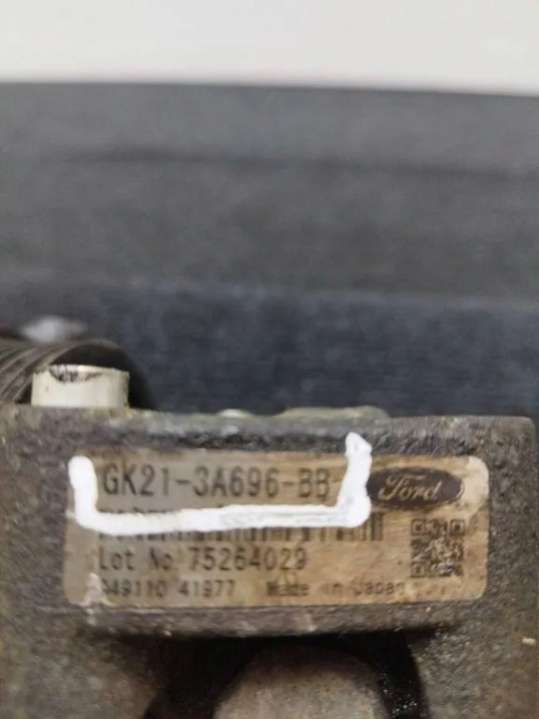 GK21-3A696-BB
Ford
Lot No 75264029
49110 41977 Made in Japan